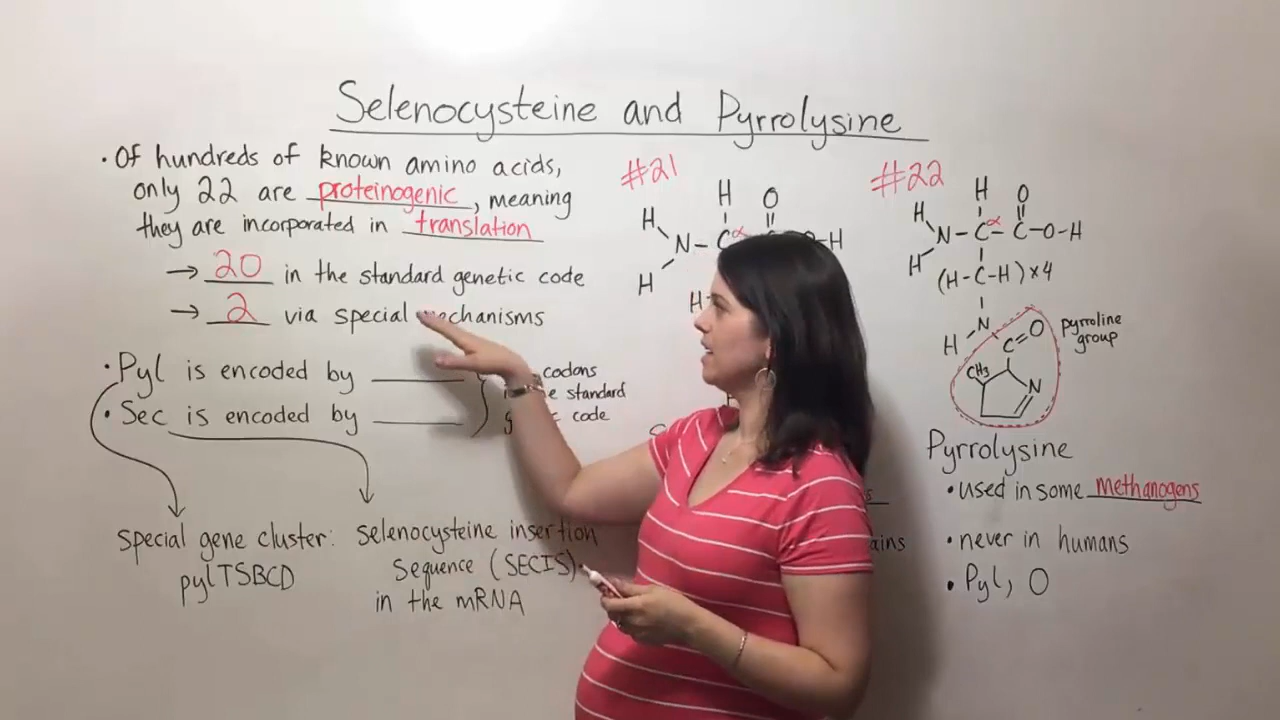 Selenocysteine and Pyrrolysine
• Of hundreds of known amino acids,
only 22 are proteinogenic, meaning
they are incorporated in translation
→ 20 in the standard genetic code
→ 2 via special mechanisms
• Pyl is encoded by ______
• Sec is encoded by ______
codons
standard
code
special gene cluster:
pylTSBCD
selenocysteine insertion
sequence (SECIS)
in the mRNA
#21
H O
H
N - C α - H
H
H
#22
H O
H
N - C α - C - O - H
H
(H - C - H) × 4
N
H
C = O
CH3
N
pyrroline
group
Pyrrolysine
• used in some methanogens
• never in humans
• Pyl, O